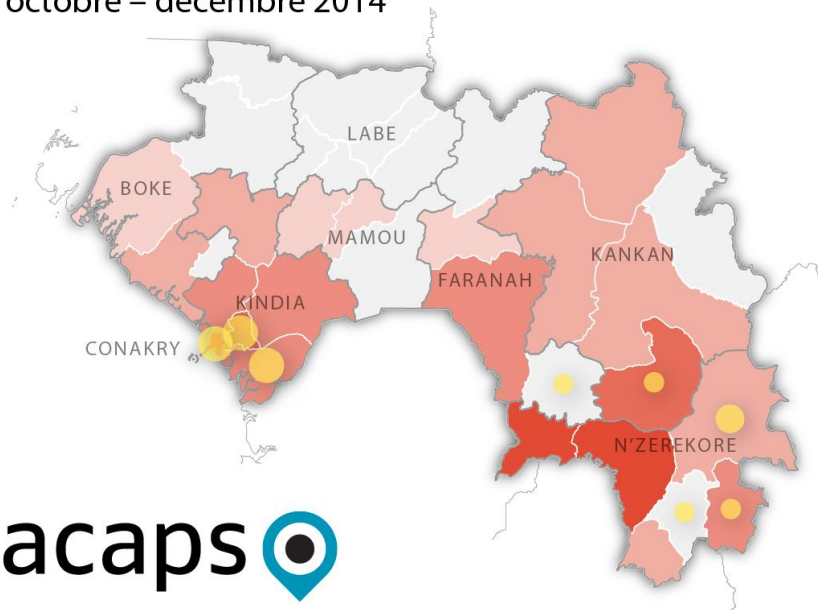 octobre – décembre 2014
LABE
BOKE
MAMOU
KANKAN
FARANAH
KINDIA
CONAKRY
N'ZEREKORE
acaps